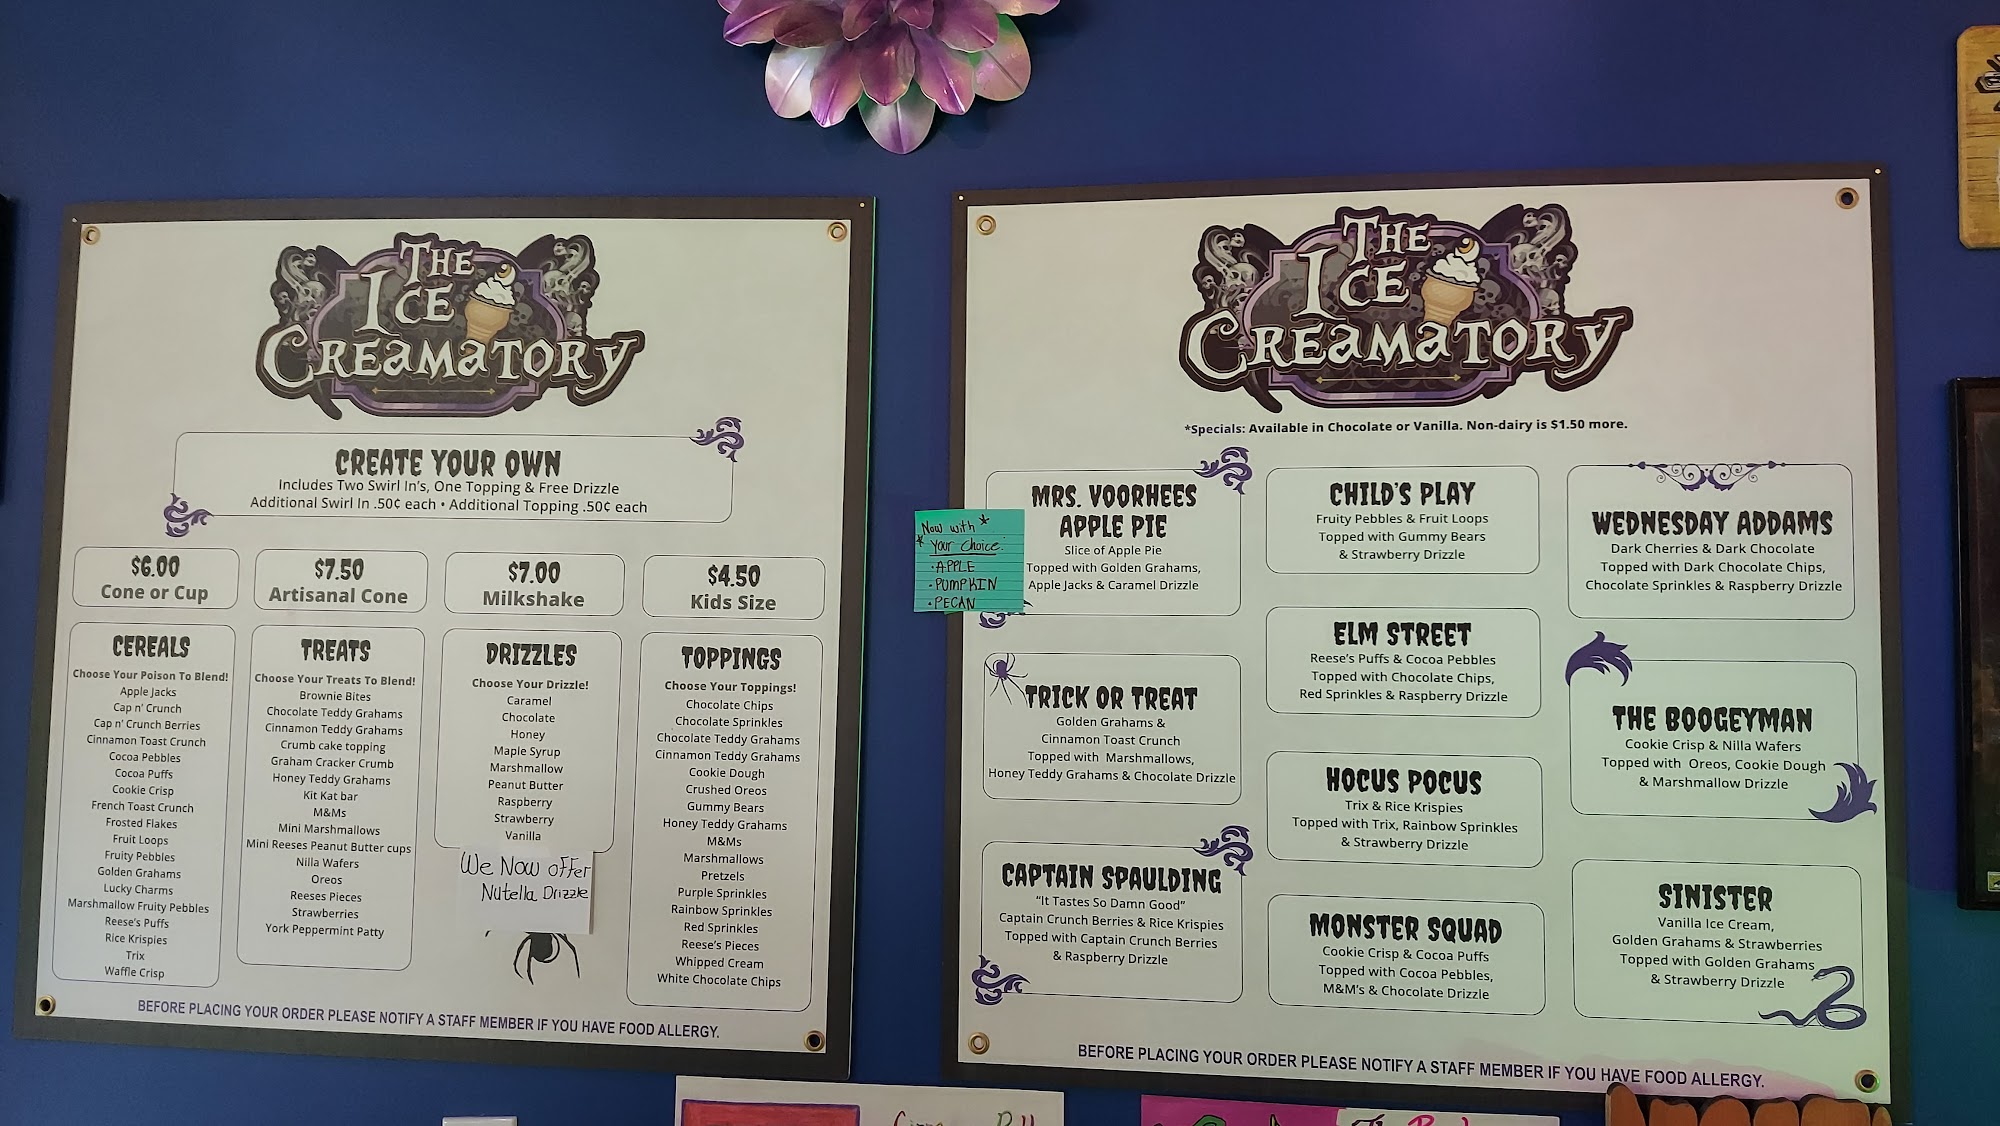 THE
ICE
CREAMATORY
CREATE YOUR OWN
Includes Two Swirl In's, One Topping & Free Drizzle
Additional Swirl In .50¢ each • Additional Topping .50¢ each
$6.00
Cone or Cup
$7.50
Artisanal Cone
$7.00
Milkshake
$4.50
Kids Size
CEREALS
Choose Your Poison To Blend!
Apple Jacks
Cap n' Crunch
Cap n' Crunch Berries
Cinnamon Toast Crunch
Cocoa Pebbles
Cocoa Puffs
Cookie Crisp
French Toast Crunch
Frosted Flakes
Fruit Loops
Fruity Pebbles
Golden Grahams
Lucky Charms
Marshmallow Fruity Pebbles
Reese's Puffs
Rice Krispies
Trix
Waffle Crisp
TREATS
Choose Your Treats To Blend!
Brownie Bites
Chocolate Teddy Grahams
Cinnamon Teddy Grahams
Crumb cake topping
Graham Cracker Crumb
Honey Teddy Grahams
Kit Kat bar
M&Ms
Mini Marshmallows
Mini Reeses Peanut Butter cups
Nilla Wafers
Oreos
Reeses Pieces
Strawberries
York Peppermint Patty
DRIZZLES
Choose Your Drizzle!
Caramel
Chocolate
Honey
Maple Syrup
Marshmallow
Peanut Butter
Raspberry
Strawberry
Vanilla
We Now offer
Nutella Drizzle
TOPPINGS
Choose Your Toppings!
Chocolate Chips
Chocolate Sprinkles
Chocolate Teddy Grahams
Cinnamon Teddy Grahams
Cookie Dough
Crushed Oreos
Gummy Bears
Honey Teddy Grahams
M&Ms
Marshmallows
Pretzels
Purple Sprinkles
Rainbow Sprinkles
Red Sprinkles
Reese's Pieces
Whipped Cream
White Chocolate Chips
BEFORE PLACING YOUR ORDER PLEASE NOTIFY A STAFF MEMBER IF YOU HAVE FOOD ALLERGY.
THE
ICE
CREAMATORY
*Specials: Available in Chocolate or Vanilla. Non-dairy is $1.50 more.
MRS. VOORHEES
APPLE PIE
Slice of Apple Pie
Topped with Golden Grahams,
Apple Jacks & Caramel Drizzle
Now with *
* Your Choice:
• APPLE
• PUMPKIN
• PECAN
TRICK OR TREAT
Golden Grahams &
Cinnamon Toast Crunch
Topped with Marshmallows,
Honey Teddy Grahams & Chocolate Drizzle
CAPTAIN SPAULDING
"It Tastes So Damn Good"
Captain Crunch Berries & Rice Krispies
Topped with Captain Crunch Berries
& Raspberry Drizzle
CHILD'S PLAY
Fruity Pebbles & Fruit Loops
Topped with Gummy Bears
& Strawberry Drizzle
ELM STREET
Reese's Puffs & Cocoa Pebbles
Topped with Chocolate Chips,
Red Sprinkles & Raspberry Drizzle
HOCUS POCUS
Trix & Rice Krispies
Topped with Trix, Rainbow Sprinkles
& Strawberry Drizzle
MONSTER SQUAD
Cookie Crisp & Cocoa Puffs
Topped with Cocoa Pebbles,
M&M's & Chocolate Drizzle
WEDNESDAY ADDAMS
Dark Cherries & Dark Chocolate
Topped with Dark Chocolate Chips,
Chocolate Sprinkles & Raspberry Drizzle
THE BOOGEYMAN
Cookie Crisp & Nilla Wafers
Topped with Oreos, Cookie Dough
& Marshmallow Drizzle
SINISTER
Vanilla Ice Cream,
Golden Grahams & Strawberries
Topped with Golden Grahams
& Strawberry Drizzle
BEFORE PLACING YOUR ORDER PLEASE NOTIFY A STAFF MEMBER IF YOU HAVE FOOD ALLERGY.